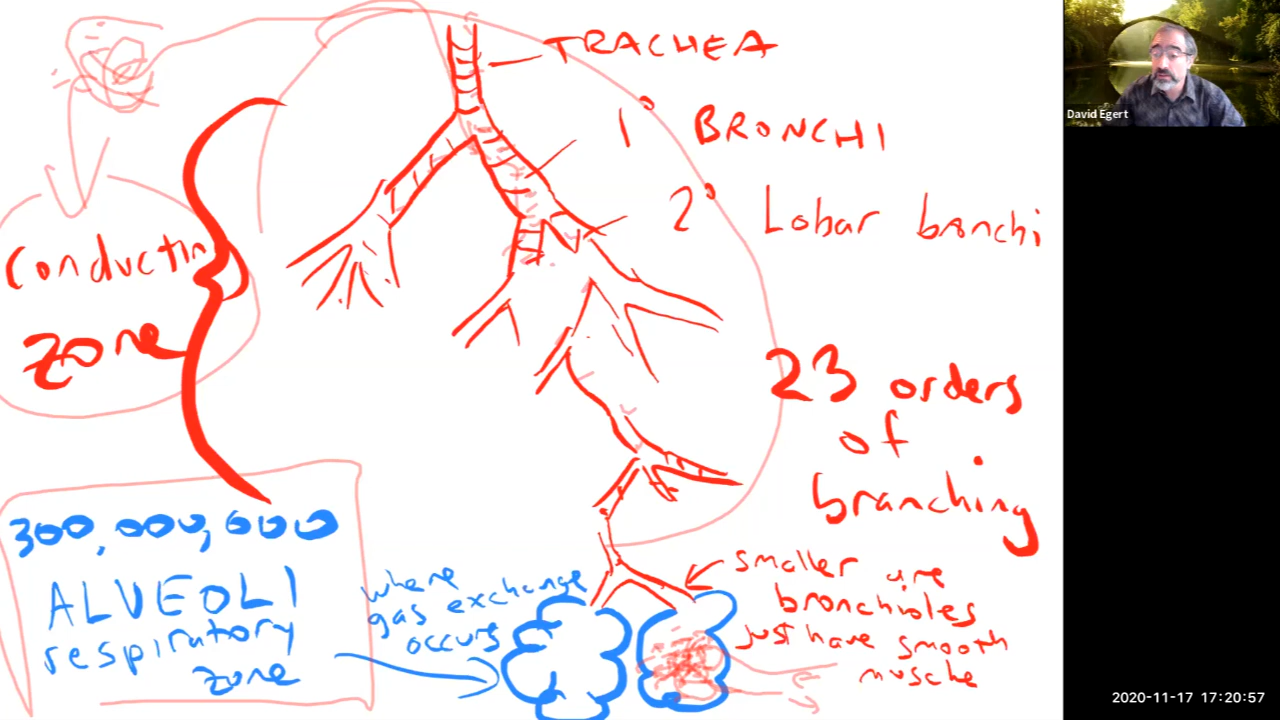 TRACHEA
1° BRONCHI
2° Lobar bronchi
Conductin
zone
23 orders
of
branching
300,000,000
ALVEOLI
respiratory
zone
where
gas exchange
occurs
smaller are
bronchioles
just have smooth
muscle
David Egert
2020-11-17 17:20:57